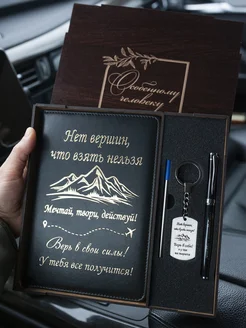 Особенному
человеку
Нет вершин,
что взять нельзя
Мечтай, твори, действуй!
Верь в свои силы!
У тебя все получится!